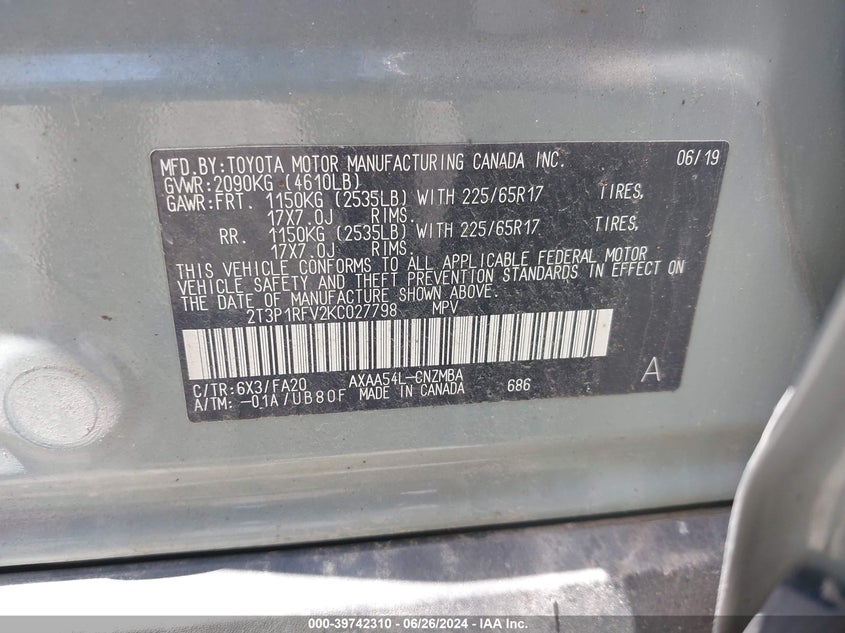 MFD.BY:TOYOTA MOTOR MANUFACTURING CANADA INC. 06/19
GVWR:2090KG (4610LB)
GAWR:FRT. 1150KG (2535LB) WITH 225/65R17 TIRES,
17X7.0J RIMS.
RR. 1150KG (2535LB) WITH 225/65R17 TIRES,
17X7.0J RIMS.
THIS VEHICLE CONFORMS TO ALL APPLICABLE FEDERAL MOTOR
VEHICLE SAFETY AND THEFT PREVENTION STANDARDS IN EFFECT ON
THE DATE OF MANUFACTURE SHOWN ABOVE.
2T3P1RFV2KC027798 MPV
C/TR:6X3/FA20 AXAA54L-CNZMBA 686 A
A/TM: -01A/UB80F MADE IN CANADA
000-39742310 - 06/26/2024 - IAA Inc.